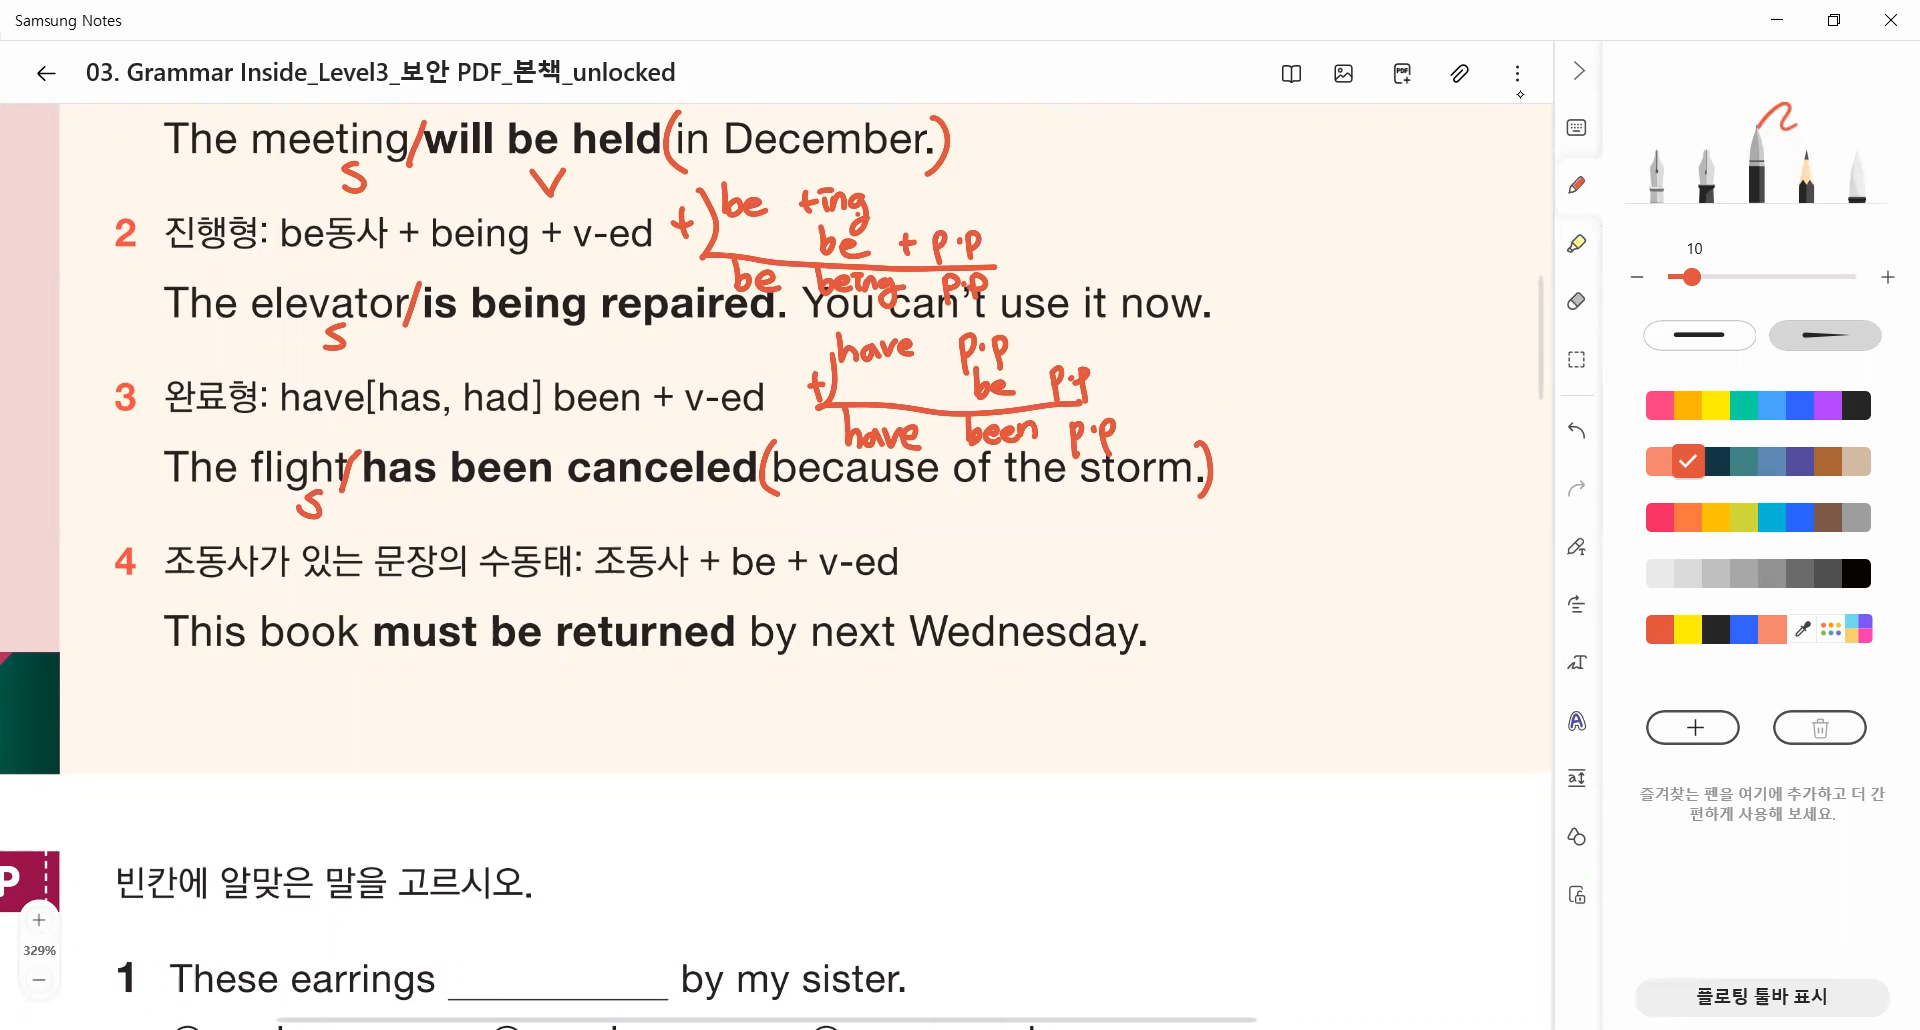 Samsung Notes
03. Grammar Inside_Level3_보안 PDF_본책_unlocked
The meeting/will be held(in December.)
S V
be +ing
2 진행형: be동사 + being + v-ed +) be + p.p
be being p.p
The elevator/is being repaired. You can't use it now.
S
have p.p
3 완료형: have[has, had] been + v-ed +) be p.p
have been p.p
The flight/has been canceled(because of the storm.)
S
4 조동사가 있는 문장의 수동태: 조동사 + be + v-ed
This book must be returned by next Wednesday.
P
빈칸에 알맞은 말을 고르시오.
1 These earrings ___________ by my sister.
329%
10
즐겨찾는 펜을 여기에 추가하고 더 간
편하게 사용해 보세요.
플로팅 툴바 표시